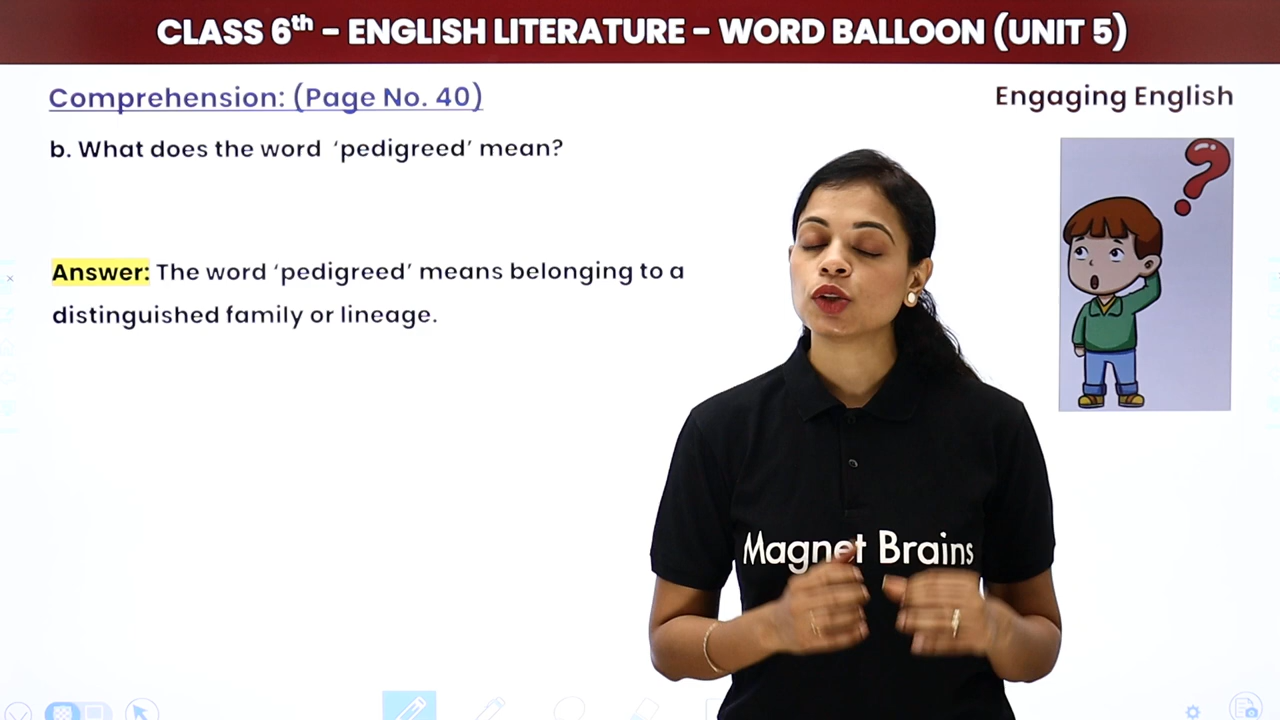 CLASS 6th – ENGLISH LITERATURE – WORD BALLOON (UNIT 5)
Comprehension: (Page No. 40)
Engaging English
b. What does the word ‘pedigreed’ mean?
Answer: The word ‘pedigreed’ means belonging to a
distinguished family or lineage.
Magnet Brains